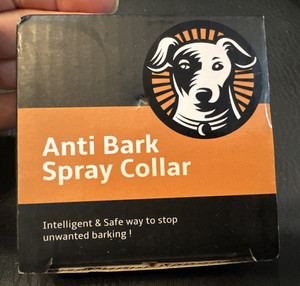 Anti Bark
Spray Collar
Intelligent & Safe way to stop
unwanted barking !